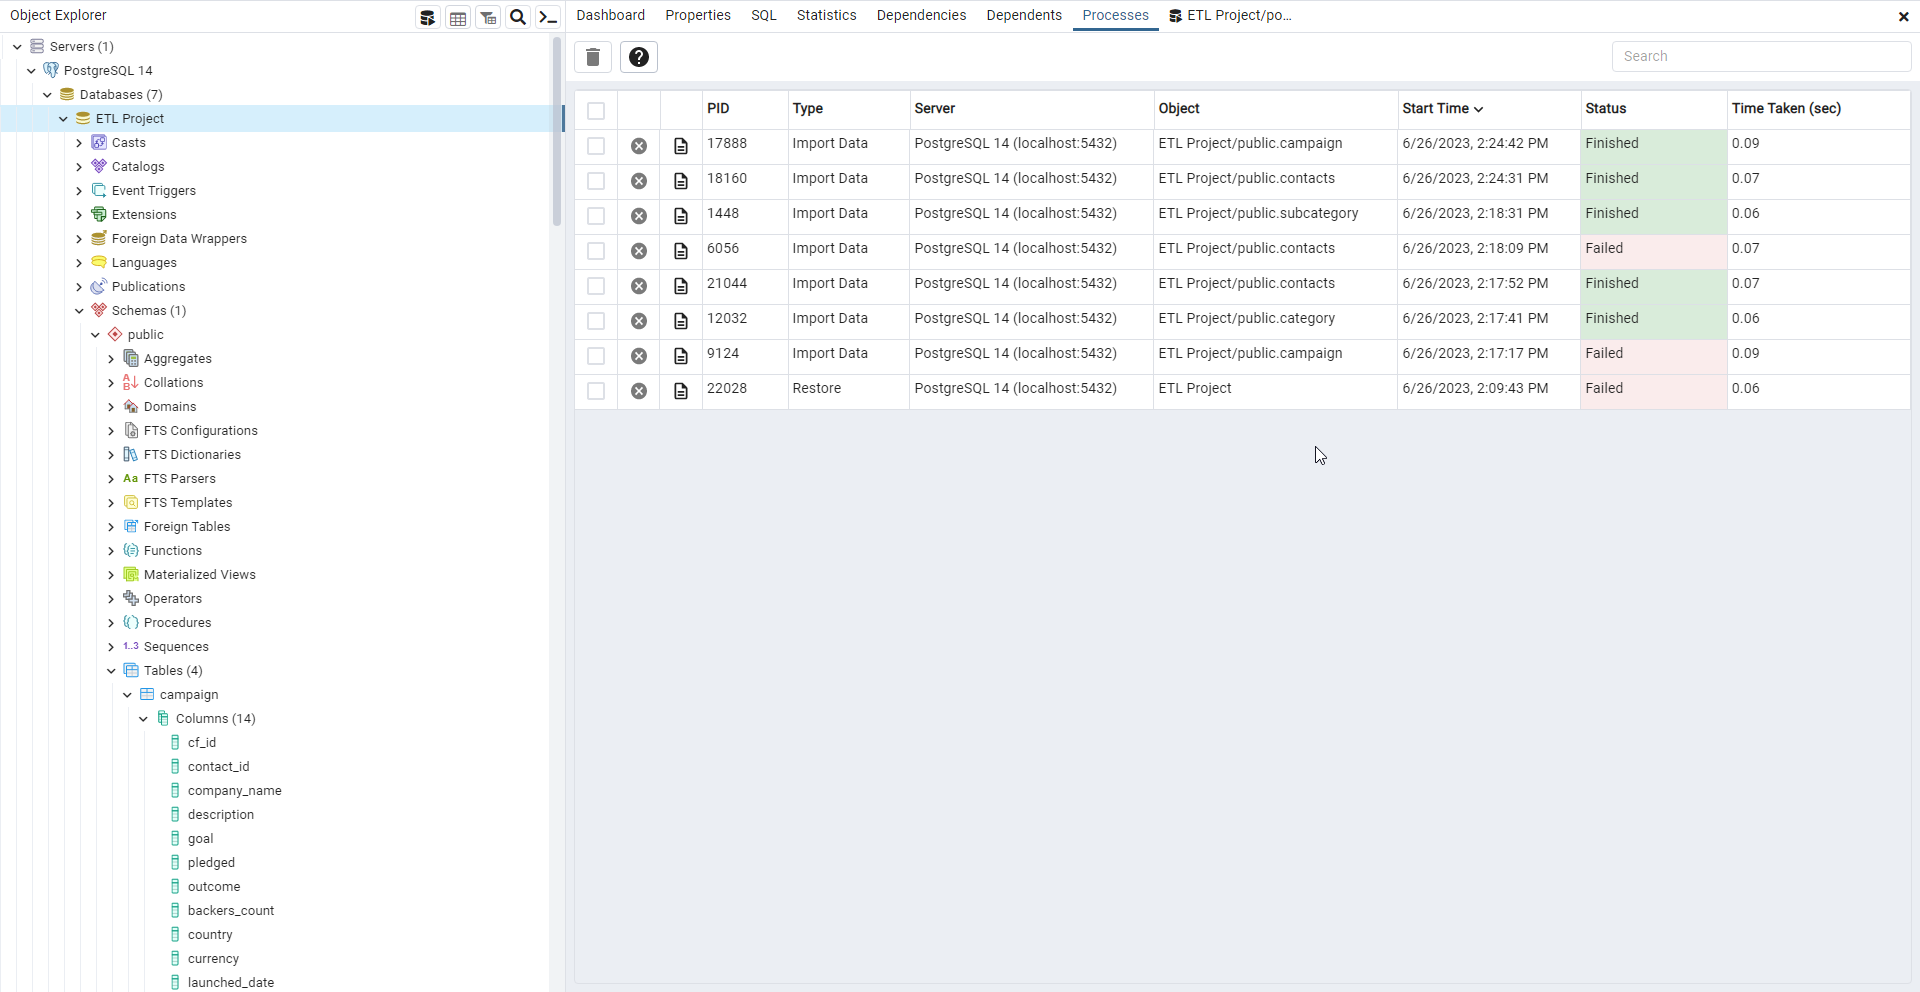 Object Explorer
Dashboard Properties SQL Statistics Dependencies Dependents Processes ETL Project/po...
Search
Servers (1)
PostgreSQL 14
Databases (7)
ETL Project
Casts
Catalogs
Event Triggers
Extensions
Foreign Data Wrappers
Languages
Publications
Schemas (1)
public
Aggregates
Collations
Domains
FTS Configurations
FTS Dictionaries
Aa FTS Parsers
FTS Templates
Foreign Tables
Functions
Materialized Views
Operators
Procedures
1..3 Sequences
Tables (4)
campaign
Columns (14)
cf_id
contact_id
company_name
description
goal
pledged
outcome
backers_count
country
currency
launched_date
PID Type Server Object Start Time Status Time Taken (sec)
17888 Import Data PostgreSQL 14 (localhost:5432) ETL Project/public.campaign 6/26/2023, 2:24:42 PM Finished 0.09
18160 Import Data PostgreSQL 14 (localhost:5432) ETL Project/public.contacts 6/26/2023, 2:24:31 PM Finished 0.07
1448 Import Data PostgreSQL 14 (localhost:5432) ETL Project/public.subcategory 6/26/2023, 2:18:31 PM Finished 0.06
6056 Import Data PostgreSQL 14 (localhost:5432) ETL Project/public.contacts 6/26/2023, 2:18:09 PM Failed 0.07
21044 Import Data PostgreSQL 14 (localhost:5432) ETL Project/public.contacts 6/26/2023, 2:17:52 PM Finished 0.07
12032 Import Data PostgreSQL 14 (localhost:5432) ETL Project/public.category 6/26/2023, 2:17:41 PM Finished 0.06
9124 Import Data PostgreSQL 14 (localhost:5432) ETL Project/public.campaign 6/26/2023, 2:17:17 PM Failed 0.09
22028 Restore PostgreSQL 14 (localhost:5432) ETL Project 6/26/2023, 2:09:43 PM Failed 0.06